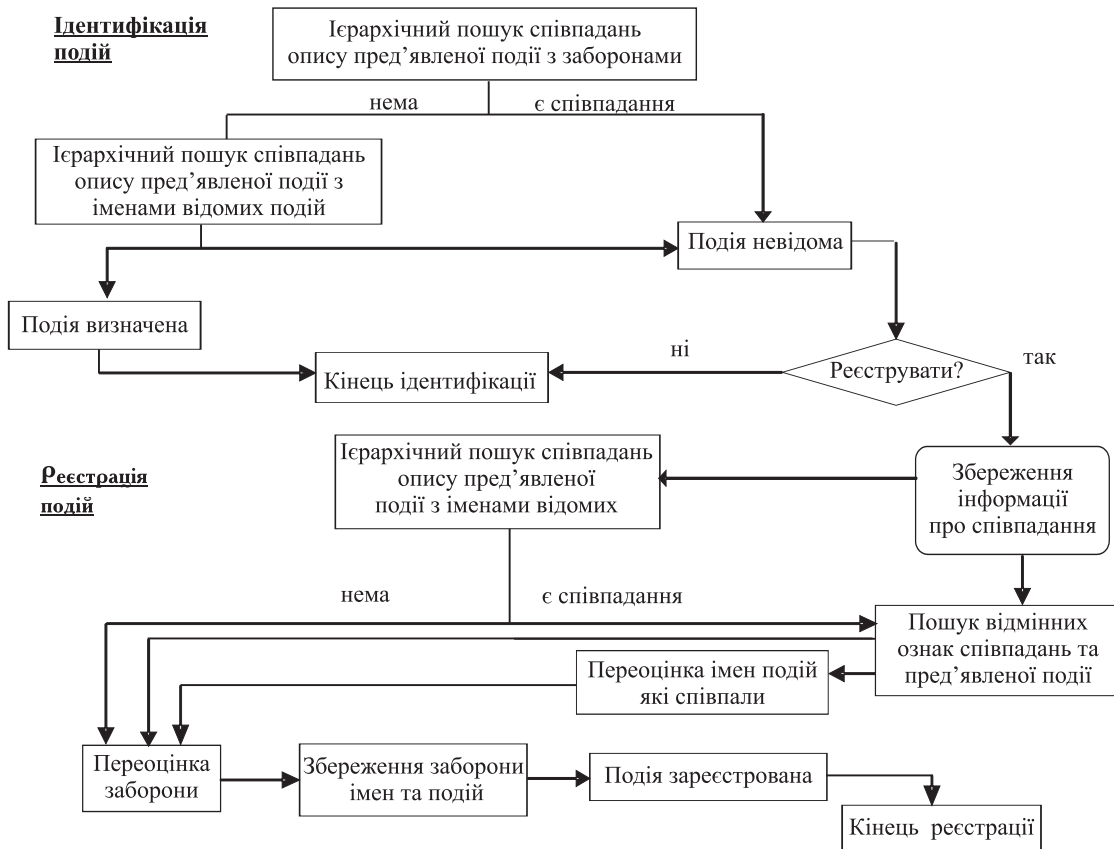 Ідентифікація
подій
Ієрархічний пошук співпадань
опису пред’явленої події з заборонами
нема
є співпадання
Ієрархічний пошук співпадань
опису пред’явленої події з
іменами відомих подій
Подія невідома
Подія визначена
Кінець ідентифікації
ні
Реєструвати?
так
Реєстрація
подій
Ієрархічний пошук співпадань
опису пред’явленої
події з іменами відомих
Збереження
інформації
про співпадання
нема
є співпадання
Пошук відмінних
ознак співпадань та
пред’явленої події
Переоцінка імен подій
які співпали
Переоцінка
заборони
Збереження заборони
імен та подій
Подія зареєстрована
Кінець реєстрації